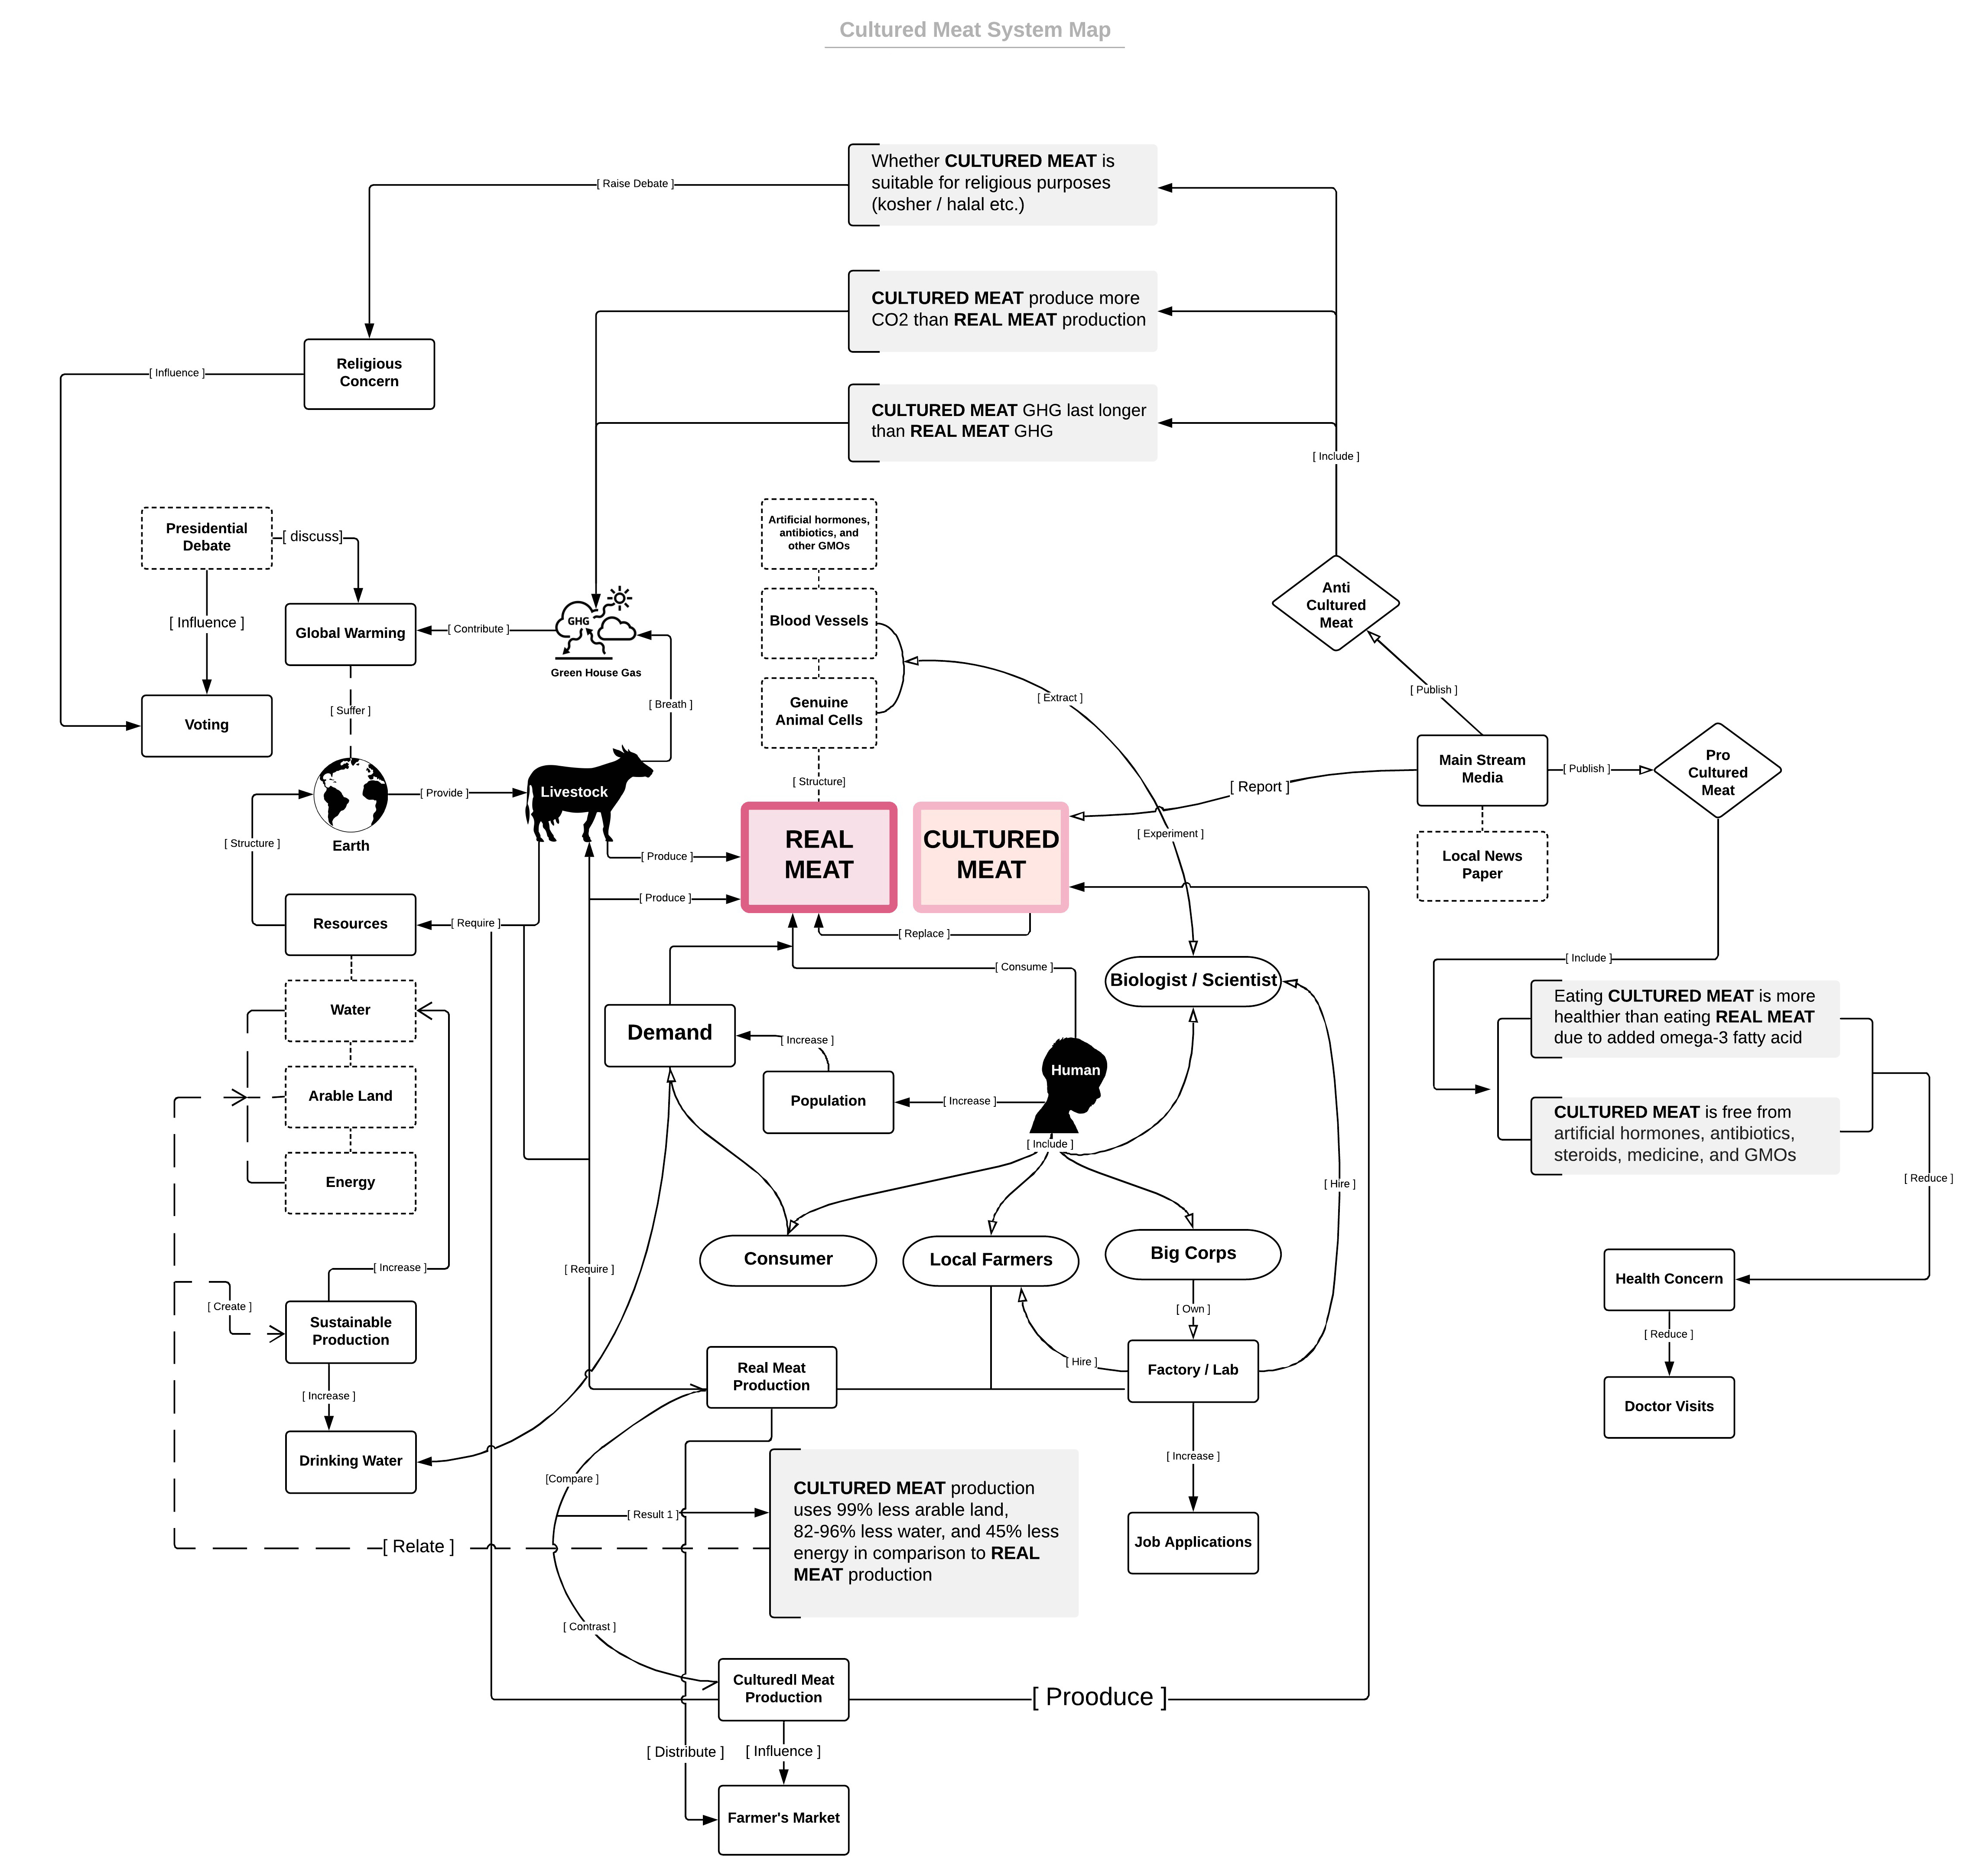 Cultured Meat System Map
Whether CULTURED MEAT is
suitable for religious purposes
(kosher / halal etc.)
[ Raise Debate ]
CULTURED MEAT produce more
CO2 than REAL MEAT production
Religious
Concern
[ Influence ]
CULTURED MEAT GHG last longer
than REAL MEAT GHG
[ Include ]
Presidential
Debate
[ discuss]
Artificial hormones,
antibiotics, and
other GMOs
Anti
Cultured
Meat
[ Influence ]
Global Warming
[ Contribute ]
GHG
Green House Gas
Blood Vessels
[ Publish ]
[ Suffer ]
[ Breath ]
Genuine
Animal Cells
[ Extract ]
Voting
Main Stream
Media
[ Publish ]
Pro
Cultured
Meat
[ Structure]
[ Report ]
[ Provide ]
Livestock
Earth
[ Structure ]
REAL
MEAT
CULTURED
MEAT
[ Experiment ]
Local News
Paper
[ Produce ]
[ Produce ]
Resources
[ Require ]
[ Replace ]
[ Consume ]
Biologist / Scientist
[ Include ]
Water
Demand
[ Increase ]
Eating CULTURED MEAT is more
healthier than eating REAL MEAT
due to added omega-3 fatty acid
Human
Arable Land
Population
[ Increase ]
CULTURED MEAT is free from
artificial hormones, antibiotics,
steroids, medicine, and GMOs
[ Include ]
Energy
[ Hire ]
[ Reduce ]
Consumer
Local Farmers
Big Corps
[ Increase ]
[ Require ]
Health Concern
[ Create ]
[ Own ]
Sustainable
Production
[ Reduce ]
Real Meat
Production
[ Hire ]
Factory / Lab
[ Increase ]
Doctor Visits
Drinking Water
[ Increase ]
[Compare ]
CULTURED MEAT production
uses 99% less arable land,
82-96% less water, and 45% less
energy in comparison to REAL
MEAT production
[ Result 1 ]
[ Relate ]
Job Applications
[ Contrast ]
Culturedl Meat
Production
[ Prooduce ]
[ Distribute ]
[ Influence ]
Farmer's Market